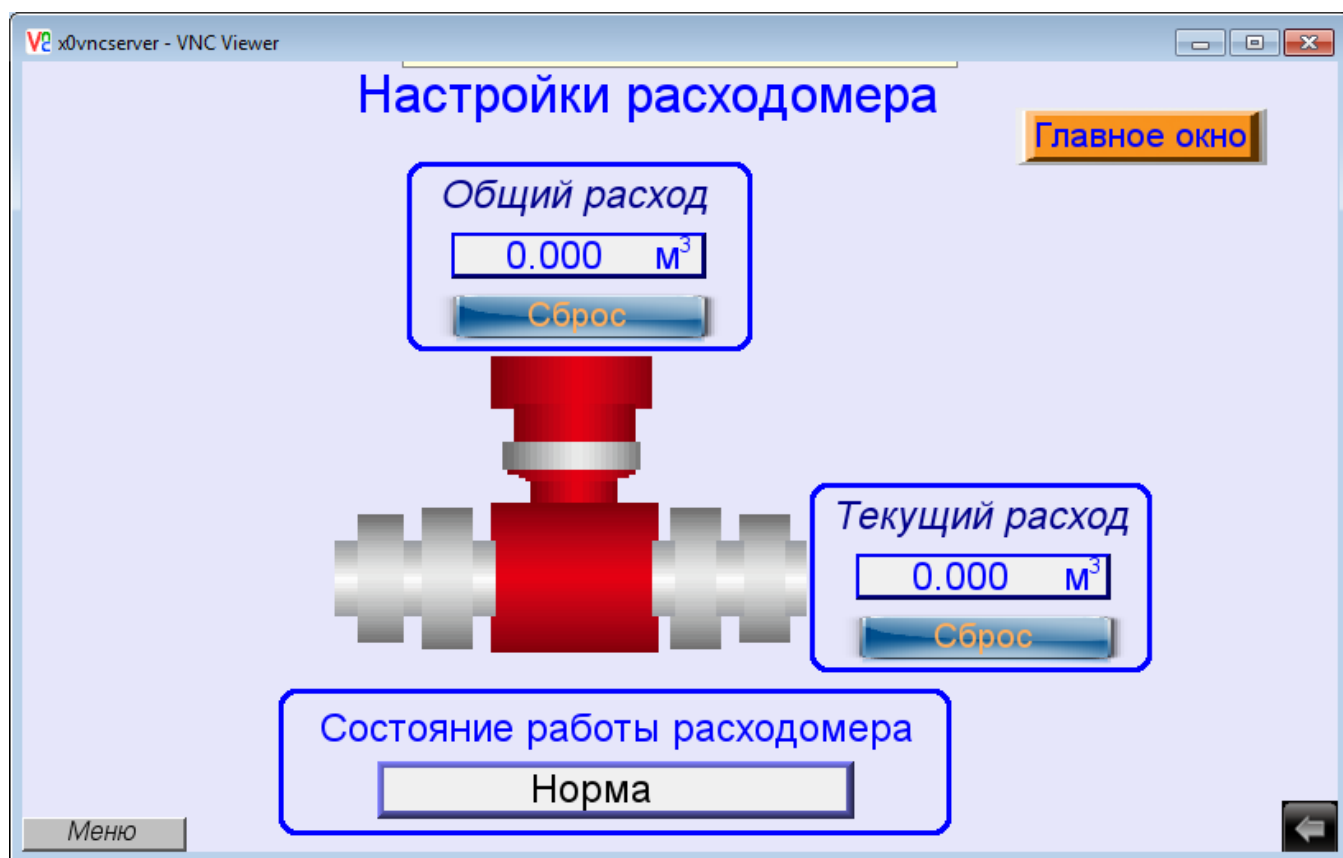 x0vncserver - VNC Viewer
Настройки расходомера
Главное окно
Общий расход
0.000 м³
Сброс
Текущий расход
0.000 м³
Сброс
Состояние работы расходомера
Норма
Меню